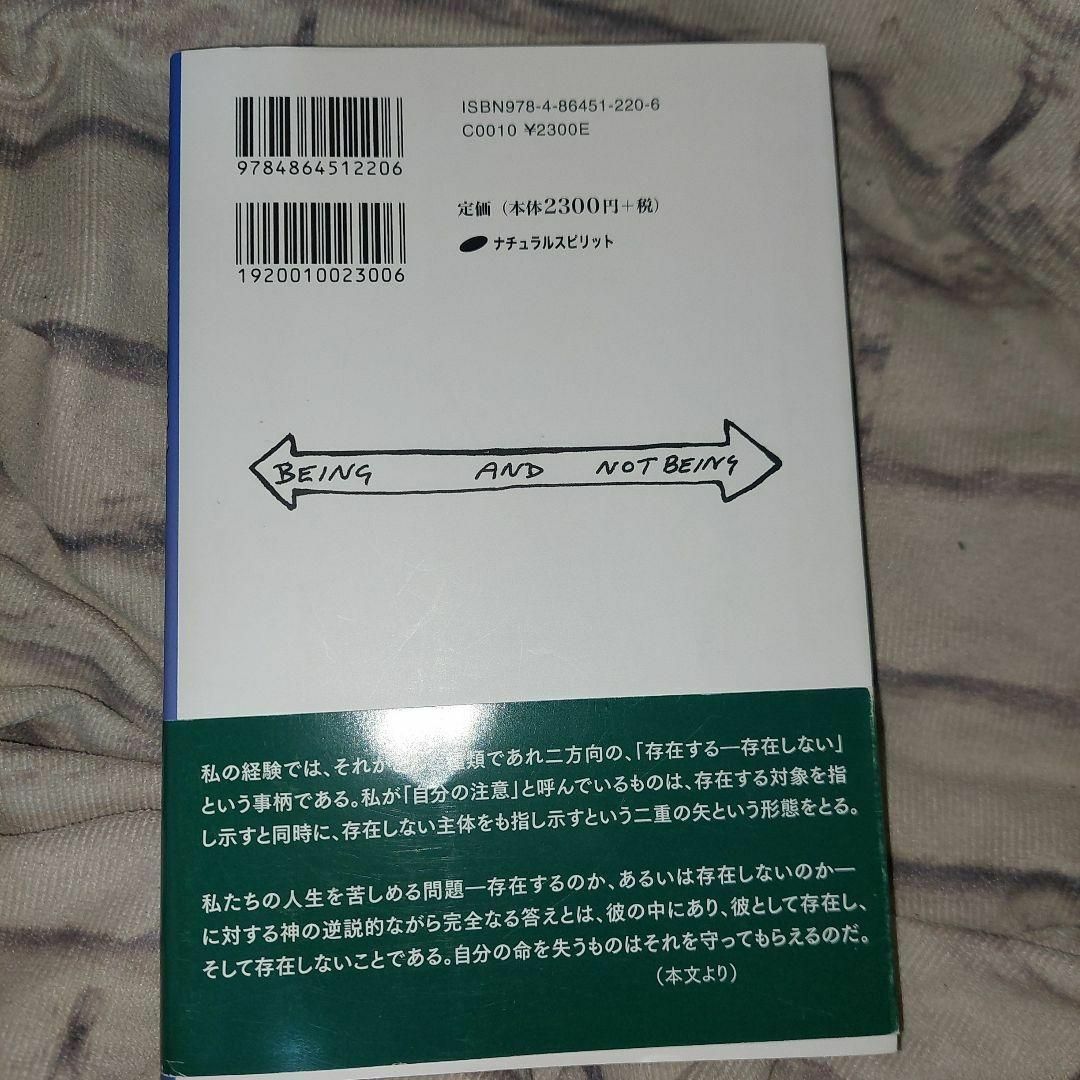 ISBN978-4-86451-220-6
C0010 ¥2300E
9784864512206
定価（本体2300円+税）
ナチュラルスピリット
1920010023006
BEING AND NOT BEING
私の経験では、それが 類であれ二方向の、「存在する―存在しない」
という事柄である。私が「自分の注意」と呼んでいるものは、存在する対象を指
し示すと同時に、存在しない主体をも指し示すという二重の矢という形態をとる。
私たちの人生を苦しめる問題―存在するのか、あるいは存在しないのか―
に対する神の逆説的ながら完全なる答えとは、彼の中にあり、彼として存在し、
そして存在しないことである。自分の命を失うものはそれを守ってもらえるのだ。
（本文より）